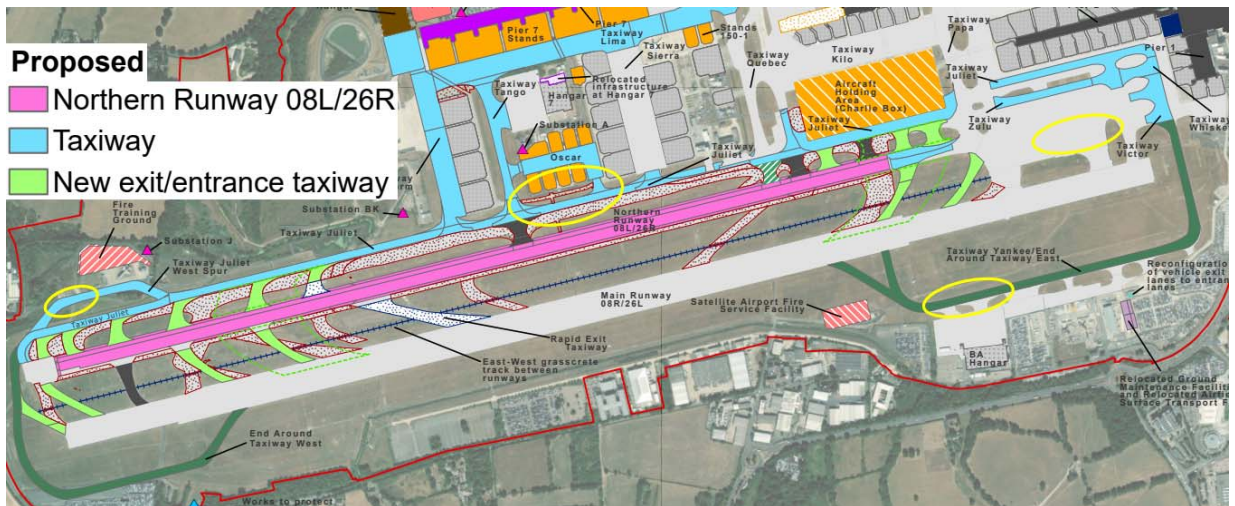 Proposed
Northern Runway 08L/26R
Taxiway
New exit/entrance taxiway
Pier 7
Stands
Pier 7
Taxiway
Lima
Stands
150-1
Taxiway
Sierra
Taxiway
Quebec
Taxiway
Papa
Taxiway
Kilo
Taxiway
Juliet
Pier 1
Taxiway
Tango
Hangar
7
Relocated
infrastructure
at Hangar 7
Aircraft
Holding
Area
(Charlie Box)
Taxiway
Juliet
Taxiway
Zulu
Taxiway
Whiske
Taxiway
Victor
Substation A
Oscar
Taxiway
Juliet
Substation BK
Fire
Training
Ground
Substation J
Taxiway Juliet
Taxiway Juliet
West Spur
Taxiway Juliet
Northern
Runway
08L/26R
Main Runway
08R/26L
Taxiway Yankee/End
Around Taxiway East
Reconfiguration
of vehicle exit
lanes to entran
lanes
Satellite Airport Fire
Service Facility
Rapid Exit
Taxiway
East-West grasscrete
track between
runways
BA
Hangar
Relocated Ground
Maintenance Faciliti
and Relocated Airfie
Surface Transport F
End Around
Taxiway West
Works to protect